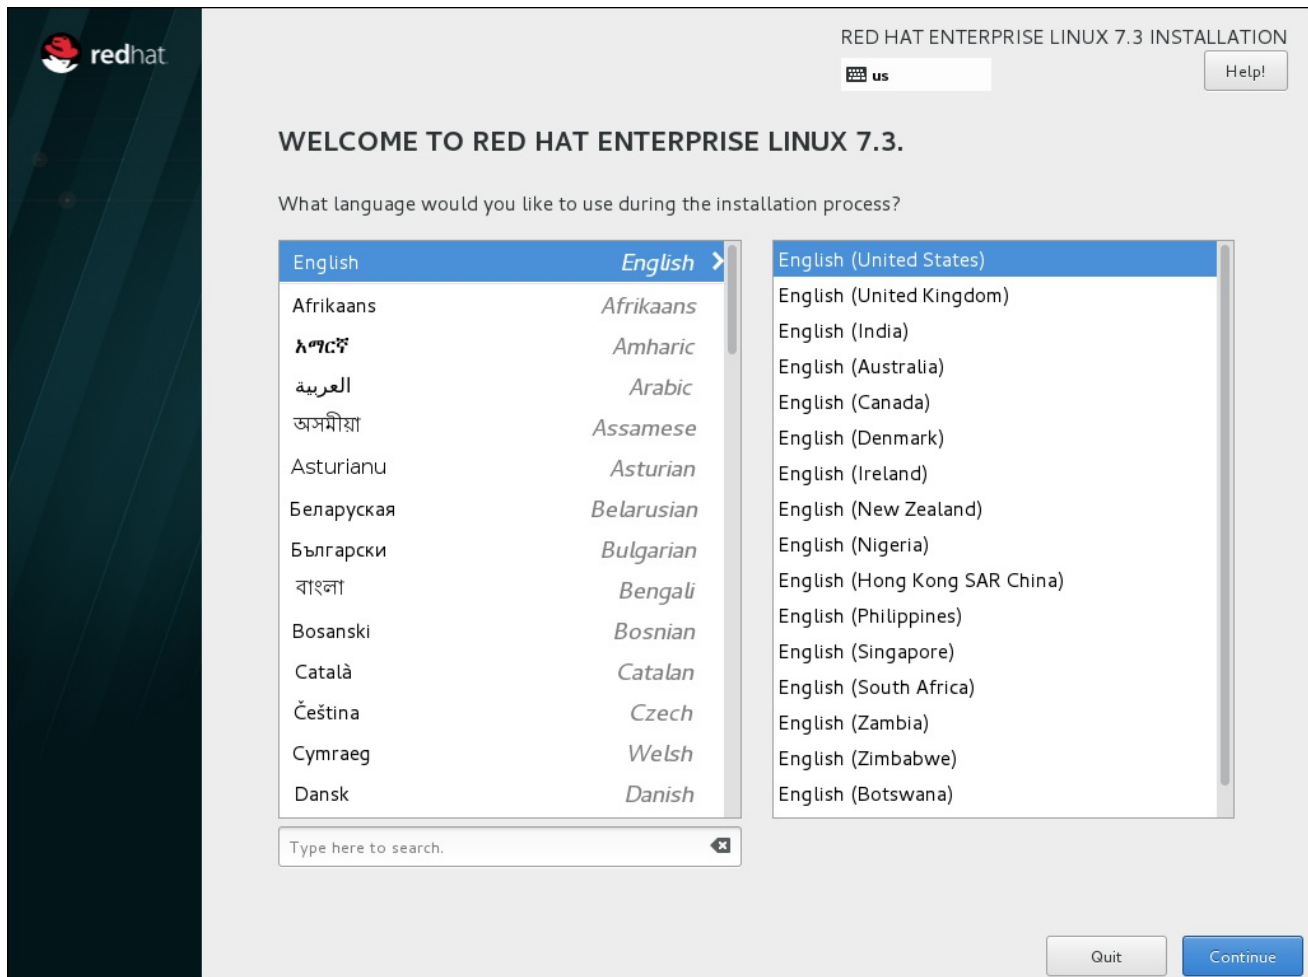 redhat
RED HAT ENTERPRISE LINUX 7.3 INSTALLATION
us
Help!
WELCOME TO RED HAT ENTERPRISE LINUX 7.3.
What language would you like to use during the installation process?
English English
Afrikaans Afrikaans
አማርኛ Amharic
العربية Arabic
অসমীয়া Assamese
Asturianu Asturian
Беларуская Belarusian
Български Bulgarian
বাংলা Bengali
Bosanski Bosnian
Català Catalan
Čeština Czech
Cymraeg Welsh
Dansk Danish
Type here to search.
English (United States)
English (United Kingdom)
English (India)
English (Australia)
English (Canada)
English (Denmark)
English (Ireland)
English (New Zealand)
English (Nigeria)
English (Hong Kong SAR China)
English (Philippines)
English (Singapore)
English (South Africa)
English (Zambia)
English (Zimbabwe)
English (Botswana)
Quit
Continue